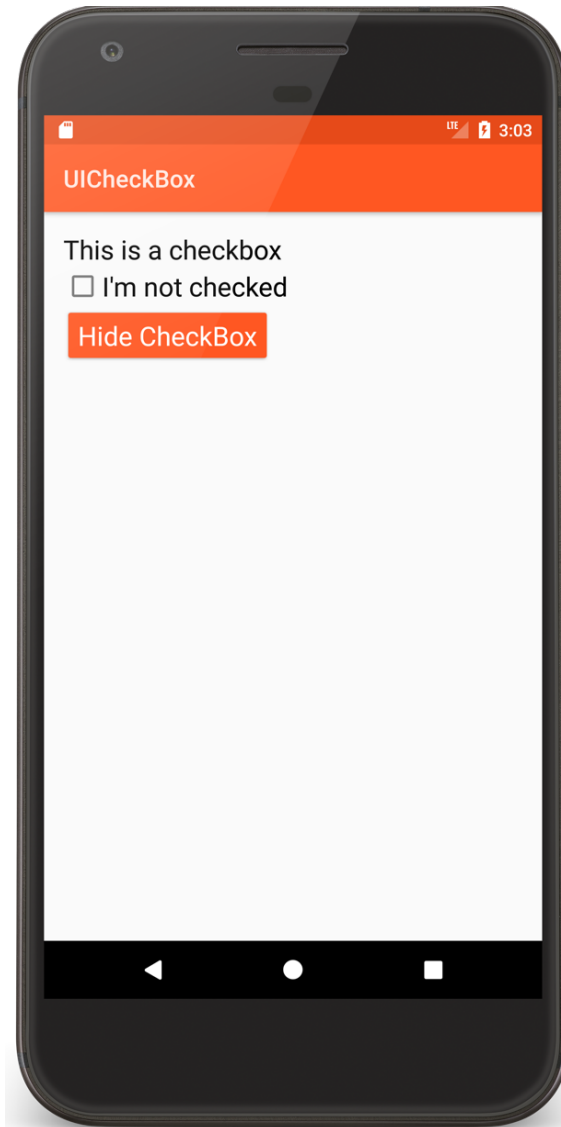 LTE 3:03
UICheckBox
This is a checkbox
I'm not checked
Hide CheckBox